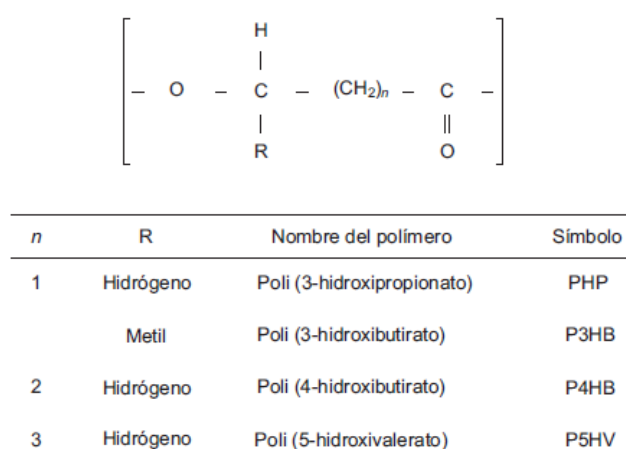 H
– O – C – (CH₂)ₙ – C –
R O
n R Nombre del polímero Símbolo
1 Hidrógeno Poli (3-hidroxipropionato) PHP
Metil Poli (3-hidroxibutirato) P3HB
2 Hidrógeno Poli (4-hidroxibutirato) P4HB
3 Hidrógeno Poli (5-hidroxivalerato) P5HV